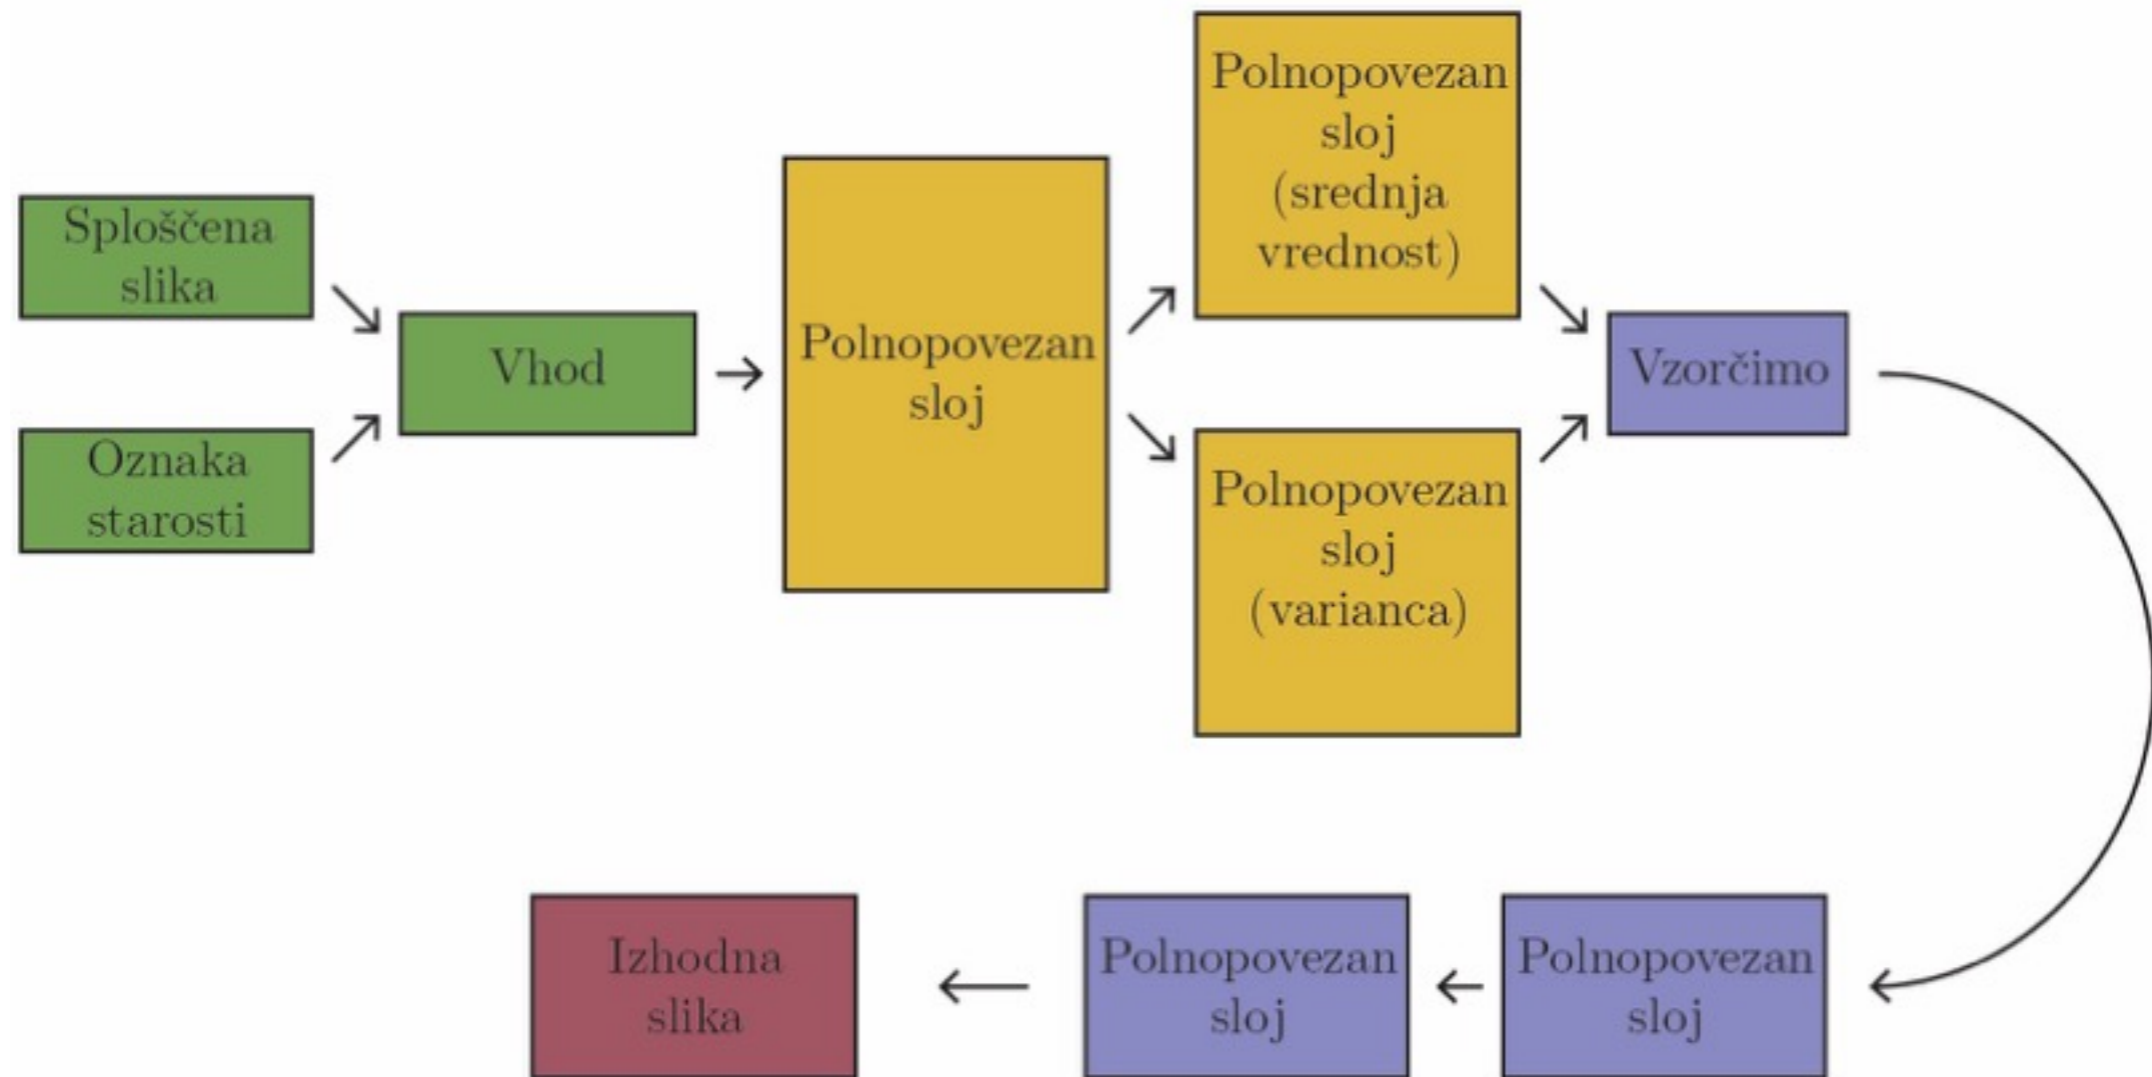 Sploščena
slika
Oznaka
starosti
Vhod
Polnopovezan
sloj
Polnopovezan
sloj
(srednja
vrednost)
Polnopovezan
sloj
(varianca)
Vzorčimo
Polnopovezan
sloj
Polnopovezan
sloj
Izhodna
slika